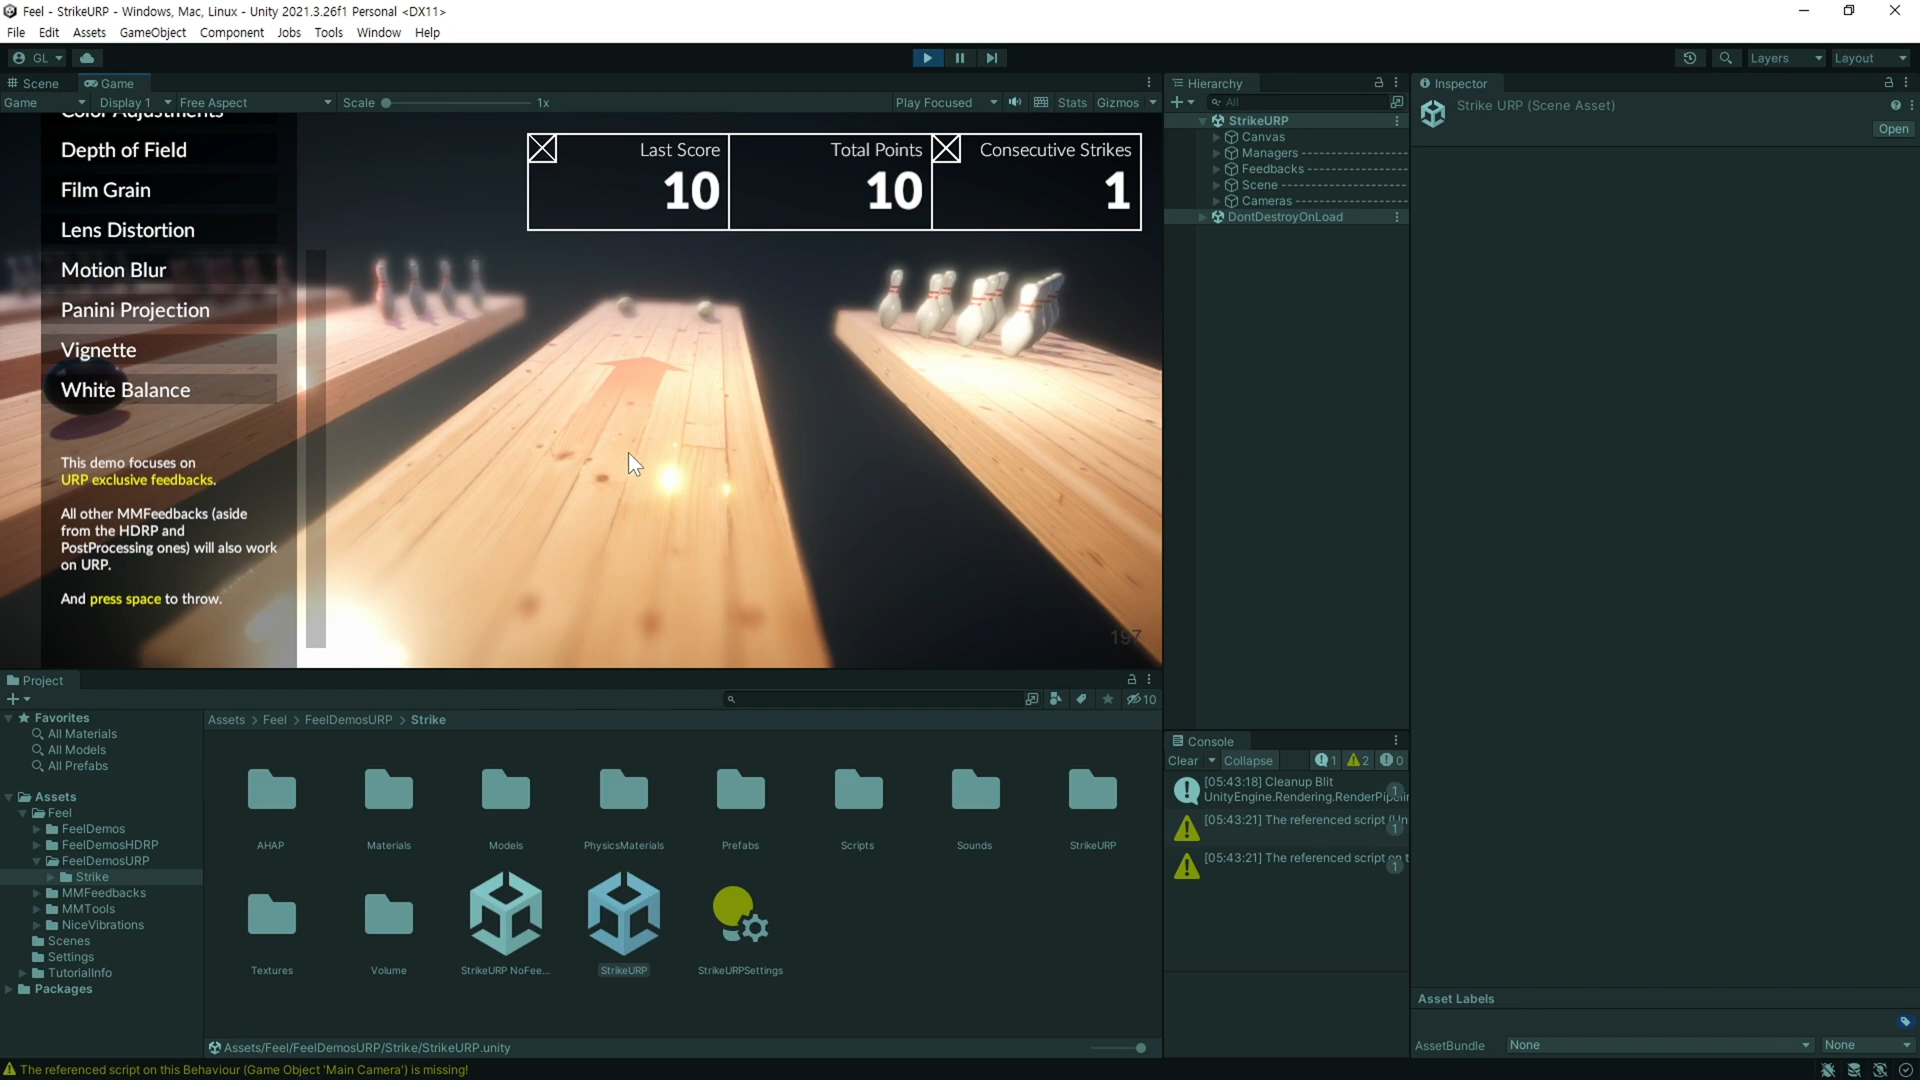 Feel - StrikeURP - Windows, Mac, Linux - Unity 2021.3.26f1 Personal <DX11>
File Edit Assets GameObject Component Jobs Tools Window Help
GL
Layers
Layout
Scene
Game
Game
Display 1
Free Aspect
Scale
1x
Play Focused
Stats
Gizmos
Depth of Field
Film Grain
Lens Distortion
Motion Blur
Panini Projection
Vignette
White Balance
This demo focuses on
URP exclusive feedbacks.
All other MMFeedbacks (aside
from the HDRP and
PostProcessing ones) will also work
on URP.
And press space to throw.
Last Score
10
Total Points
10
Consecutive Strikes
1
197
Hierarchy
All
StrikeURP
Canvas
Managers
Feedbacks
Scene
Cameras
DontDestroyOnLoad
Inspector
Strike URP (Scene Asset)
Open
Project
10
Favorites
All Materials
All Models
All Prefabs
Assets
Feel
FeelDemos
FeelDemosHDRP
FeelDemosURP
Strike
MMFeedbacks
MMTools
NiceVibrations
Scenes
Settings
TutorialInfo
Packages
Assets > Feel > FeelDemosURP > Strike
AHAP
Materials
Models
PhysicsMaterials
Prefabs
Scripts
Sounds
StrikeURP
Textures
Volume
StrikeURP NoFee...
StrikeURP
StrikeURPSettings
Assets/Feel/FeelDemosURP/Strike/StrikeURP.unity
Console
Clear
Collapse
1
2
0
[05:43:18] Cleanup Blit
1
[05:43:21] The referenced script
1
[05:43:21] The referenced script
1
Asset Labels
AssetBundle
None
None
The referenced script on this Behaviour (Game Object 'Main Camera') is missing!